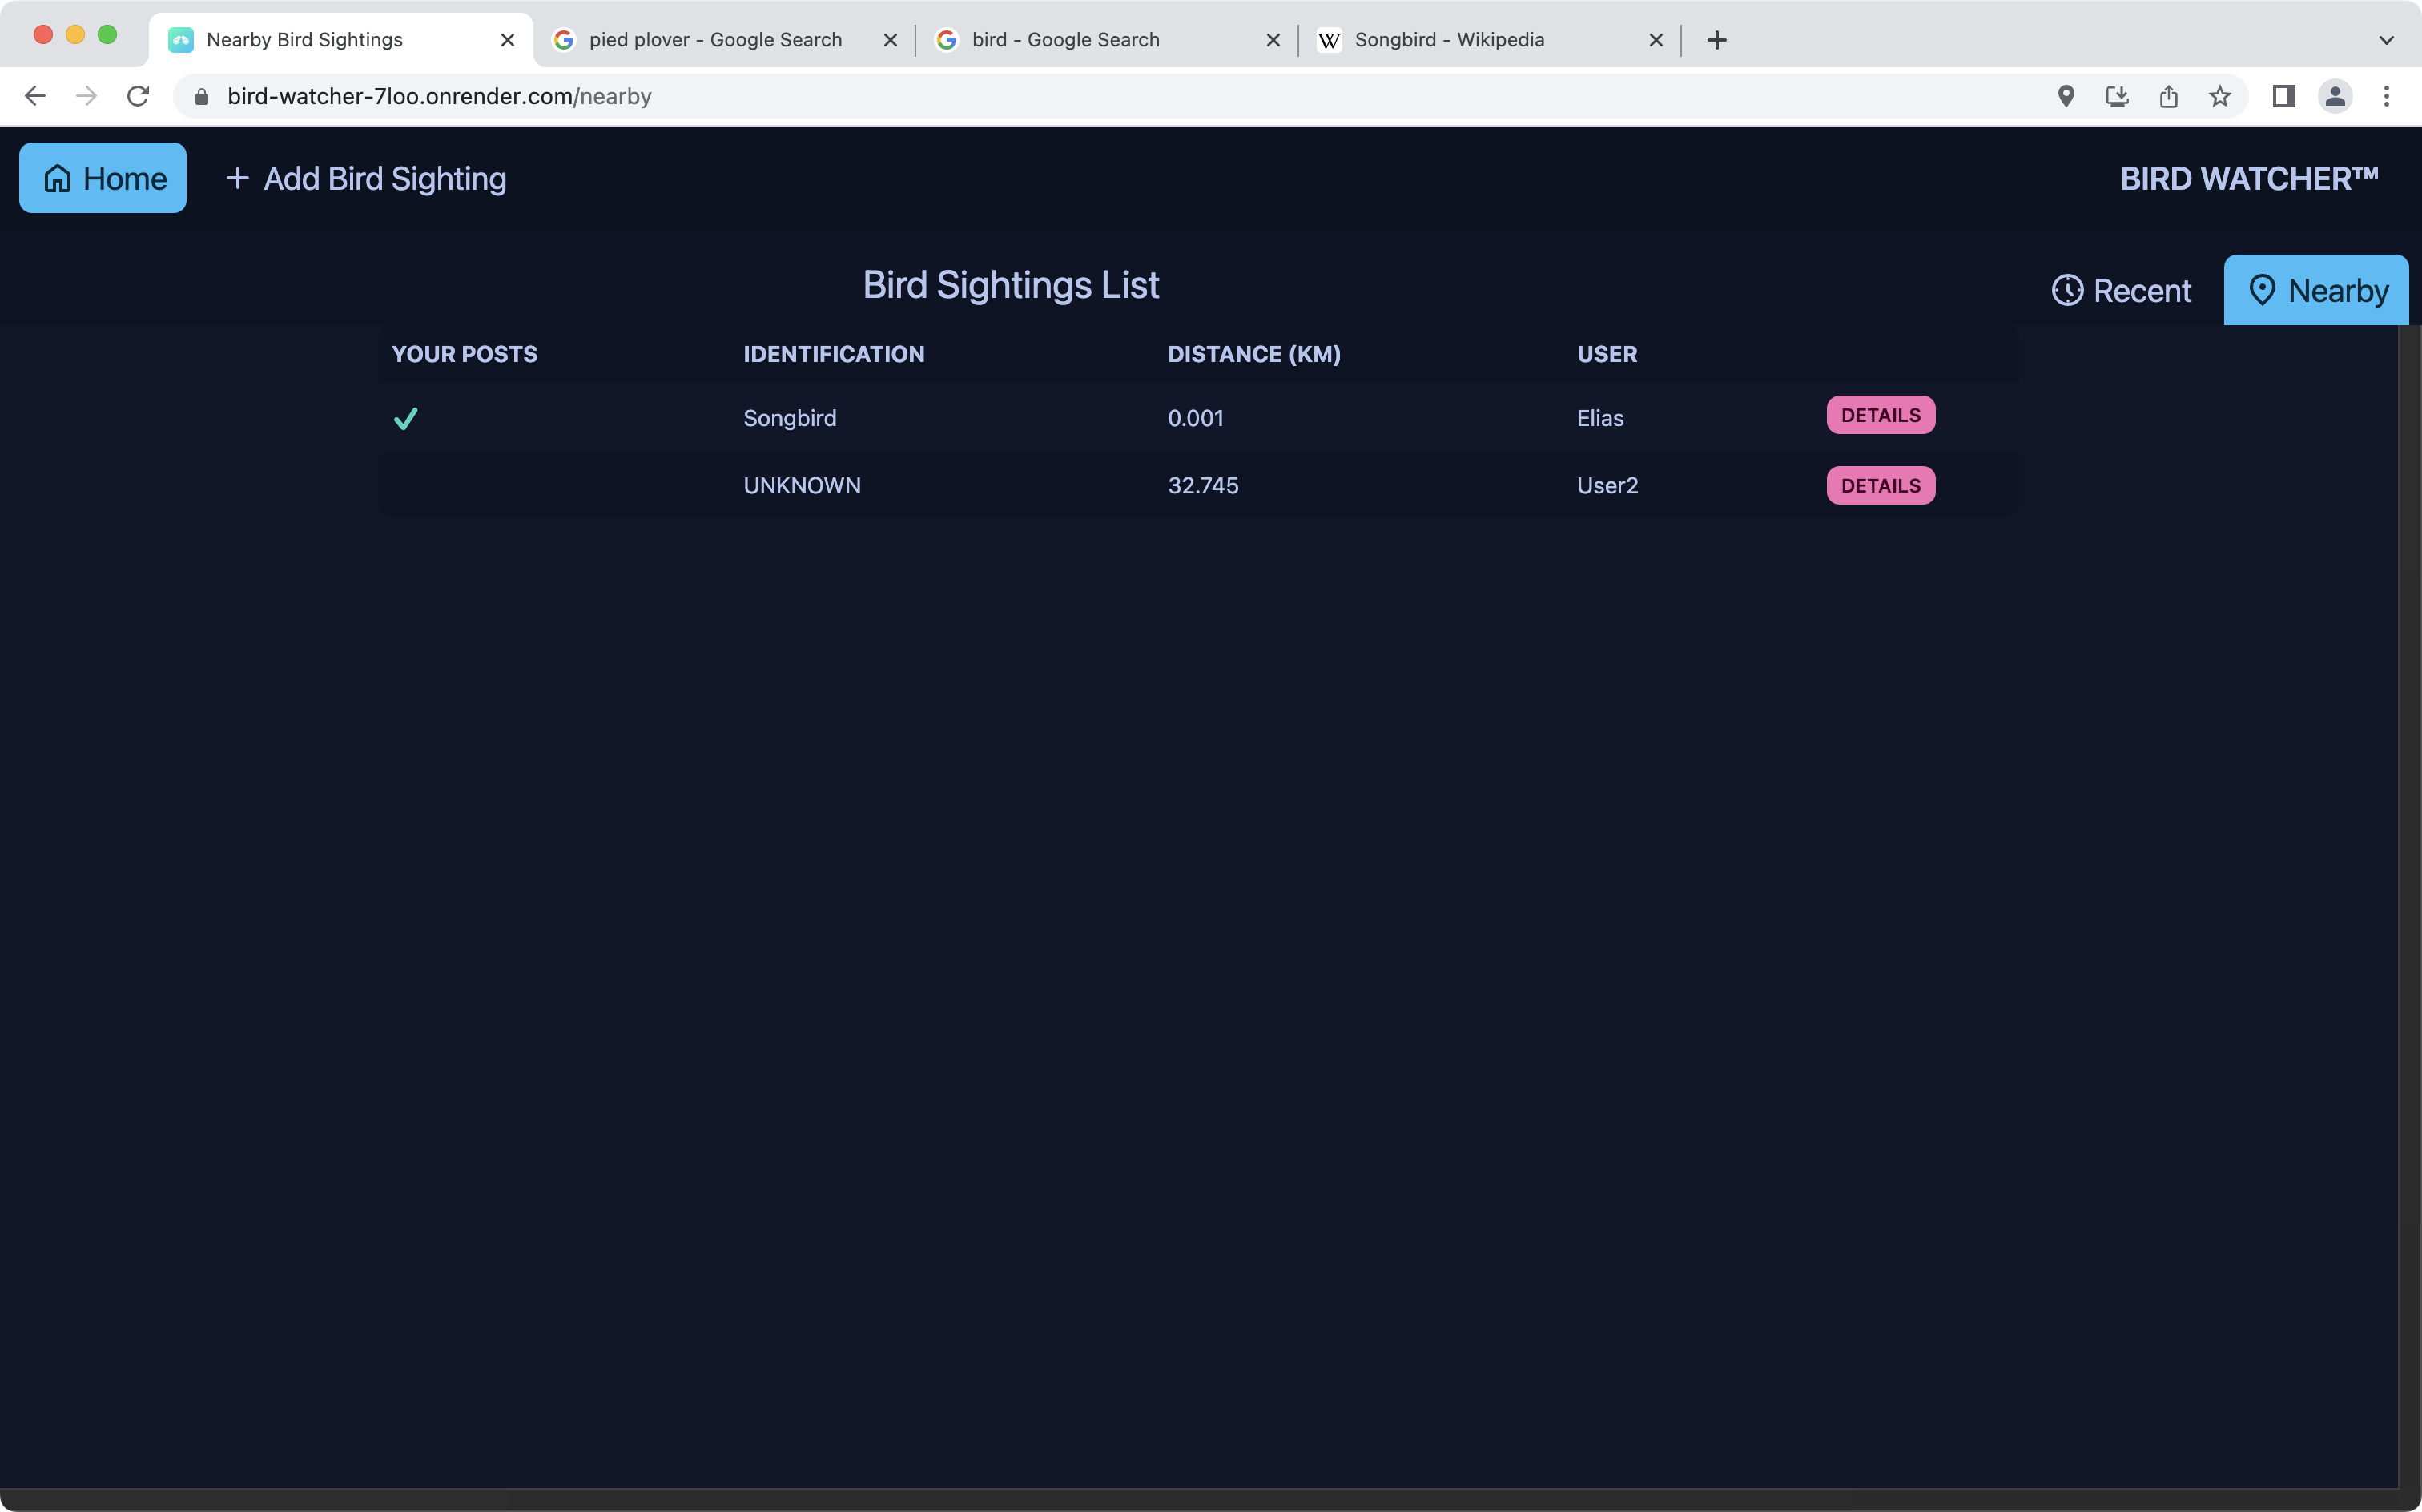 Nearby Bird Sightings
pied plover - Google Search
bird - Google Search
W Songbird - Wikipedia
bird-watcher-7loo.onrender.com/nearby
Home
Add Bird Sighting
BIRD WATCHER™
Bird Sightings List
Recent
Nearby
YOUR POSTS IDENTIFICATION DISTANCE (KM) USER
Songbird 0.001 Elias DETAILS
UNKNOWN 32.745 User2 DETAILS